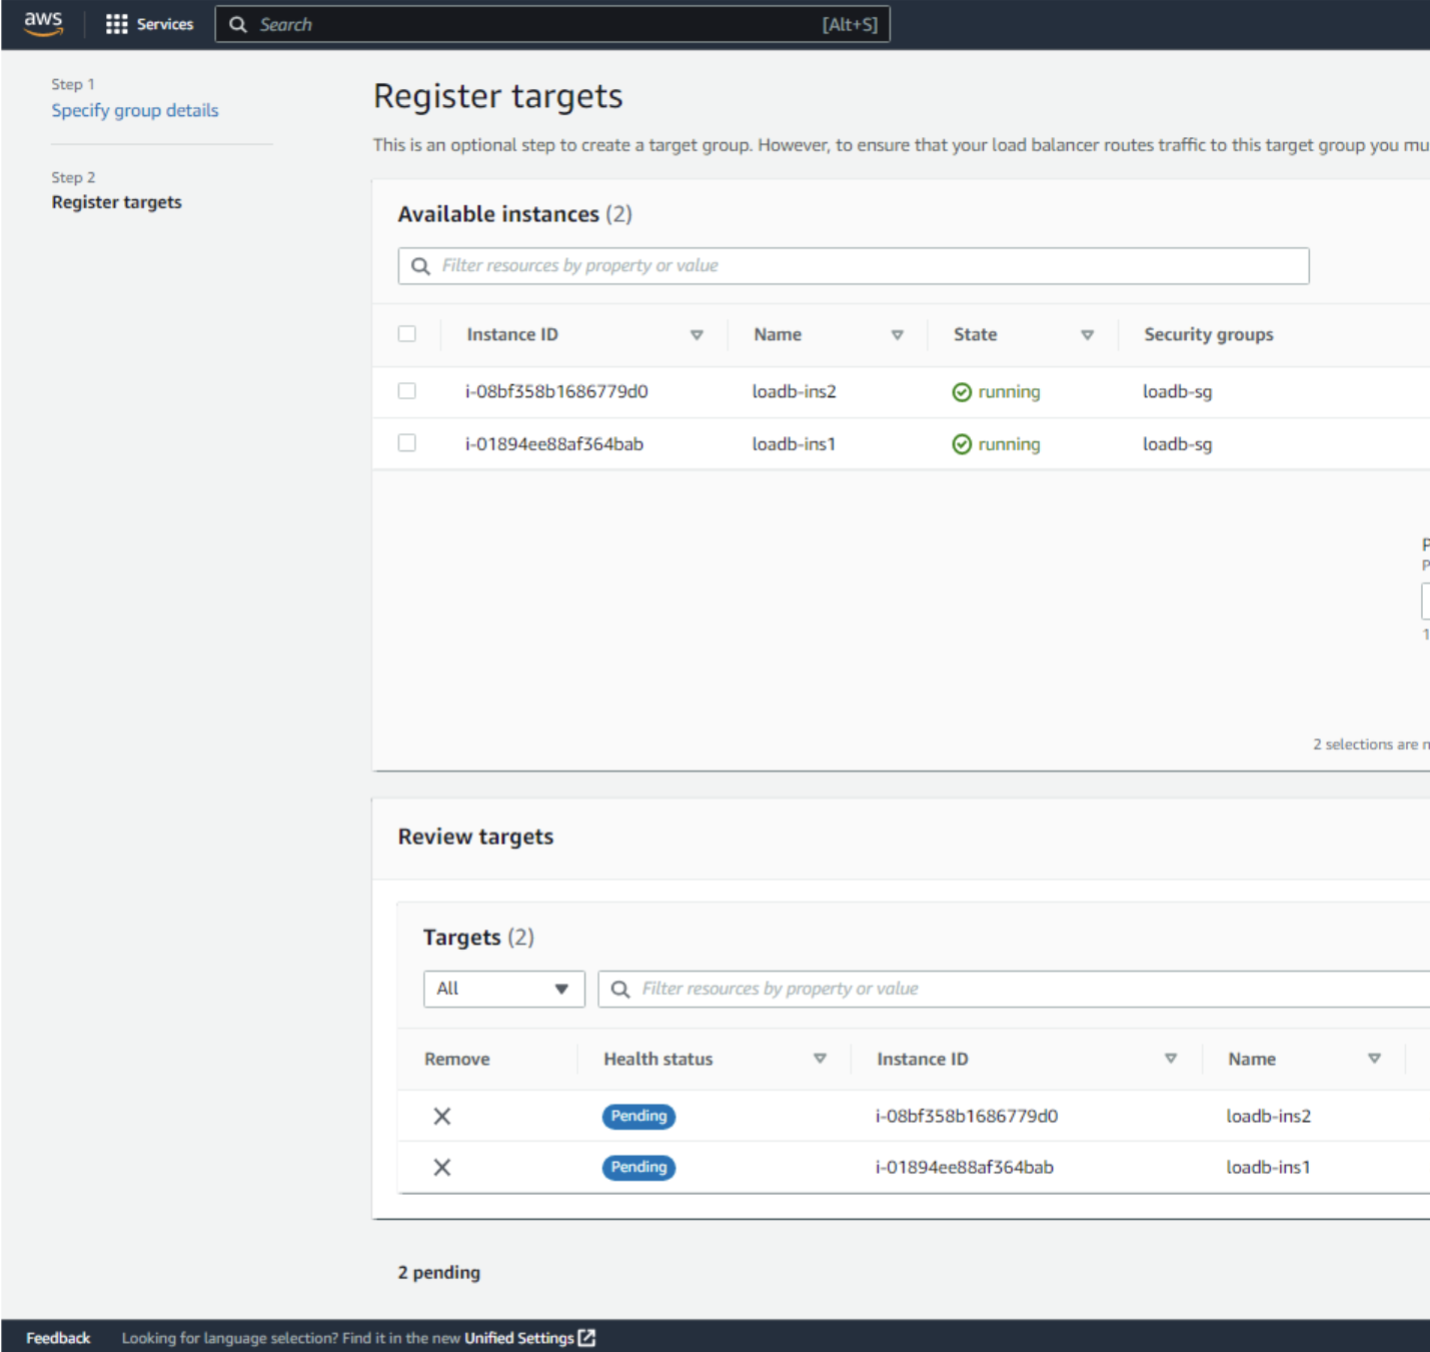 aws
Services
Search [Alt+S]
Step 1
Specify group details
Step 2
Register targets
Register targets
This is an optional step to create a target group. However, to ensure that your load balancer routes traffic to this target group you mu
Available instances (2)
Filter resources by property or value
Instance ID Name State Security groups
i-08bf358b1686779d0 loadb-ins2 running loadb-sg
i-01894ee88af364bab loadb-ins1 running loadb-sg
P
P
1
2 selections are n
Review targets
Targets (2)
All Filter resources by property or value
Remove Health status Instance ID Name
Pending i-08bf358b1686779d0 loadb-ins2
Pending i-01894ee88af364bab loadb-ins1
2 pending
Feedback Looking for language selection? Find it in the new Unified Settings